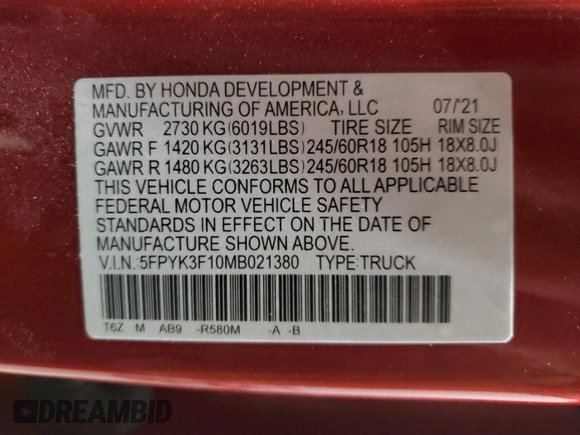 MFD. BY HONDA DEVELOPMENT &
MANUFACTURING OF AMERICA, LLC 07/'21
GVWR 2730 KG(6019LBS) TIRE SIZE RIM SIZE
GAWR F 1420 KG(3131LBS) 245/60R18 105H 18X8.0J
GAWR R 1480 KG(3263LBS) 245/60R18 105H 18X8.0J
THIS VEHICLE CONFORMS TO ALL APPLICABLE
FEDERAL MOTOR VEHICLE SAFETY
STANDARDS IN EFFECT ON THE DATE OF
MANUFACTURE SHOWN ABOVE.
V.I.N.:5FPYK3F10MB021380 TYPE:TRUCK
T6Z M AB9 -R580M -A -B
DREAMBID